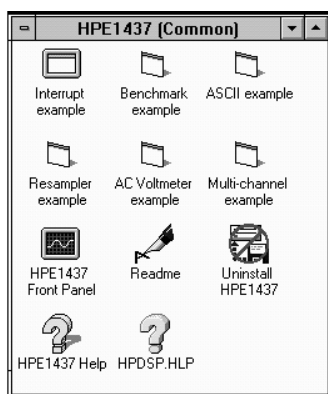 HPE1437 (Common)
Interrupt example
Benchmark example
ASCII example
Resampler example
AC Voltmeter example
Multi-channel example
HPE1437 Front Panel
Readme
Uninstall HPE1437
HPE1437 Help
HPDSP.HLP